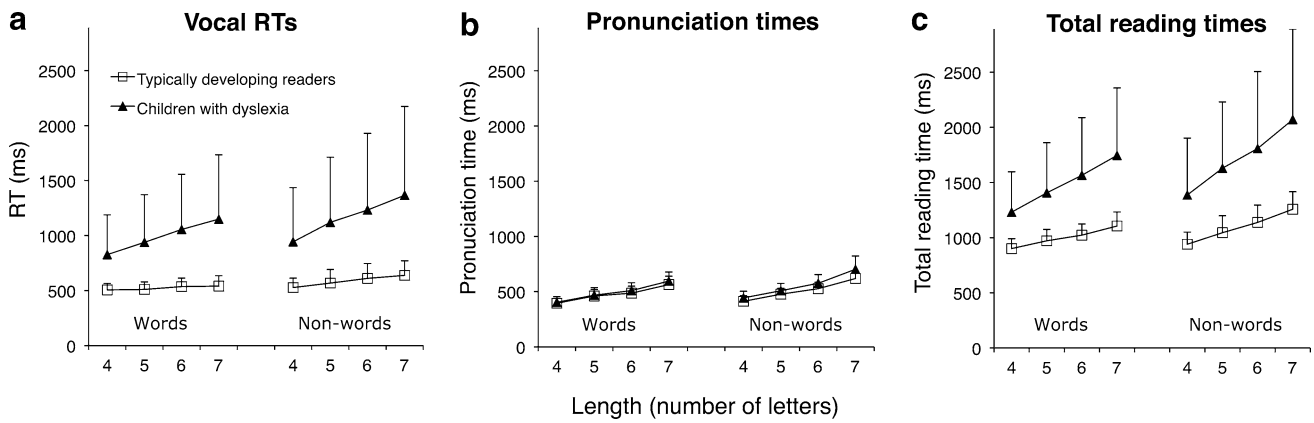 a Vocal RTs
RT (ms)
2500
2000
1500
1000
500
0
Typically developing readers
Children with dyslexia
Words
Non-words
4 5 6 7 4 5 6 7
b Pronunciation times
Pronuciation time (ms)
2500
2000
1500
1000
500
0
Words
Non-words
4 5 6 7 4 5 6 7
Length (number of letters)
c Total reading times
Total reading time (ms)
2500
2000
1500
1000
500
0
Words
Non-words
4 5 6 7 4 5 6 7